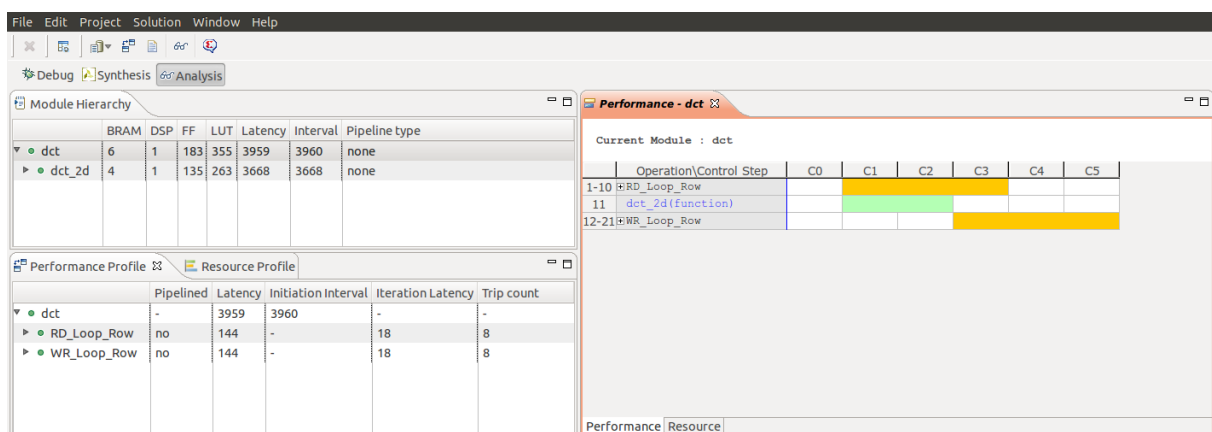 File Edit Project Solution Window Help
Debug Synthesis Analysis
Module Hierarchy
BRAM DSP FF LUT Latency Interval Pipeline type
dct 6 1 183 355 3959 3960 none
dct_2d 4 1 135 263 3668 3668 none
Performance Profile Resource Profile
Pipelined Latency Initiation Interval Iteration Latency Trip count
dct - 3959 3960 - -
RD_Loop_Row no 144 - 18 8
WR_Loop_Row no 144 - 18 8
Performance - dct
Current Module : dct
Operation\Control Step C0 C1 C2 C3 C4 C5
1-10 RD_Loop_Row
11 dct_2d(function)
12-21 WR_Loop_Row
Performance Resource